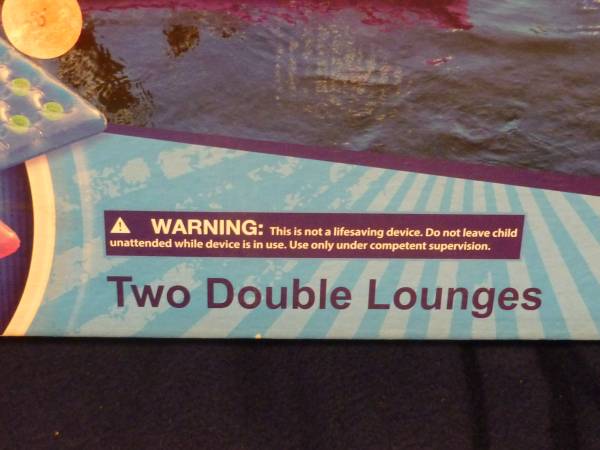 WARNING: This is not a lifesaving device. Do not leave child
unattended while device is in use. Use only under competent supervision.
Two Double Lounges